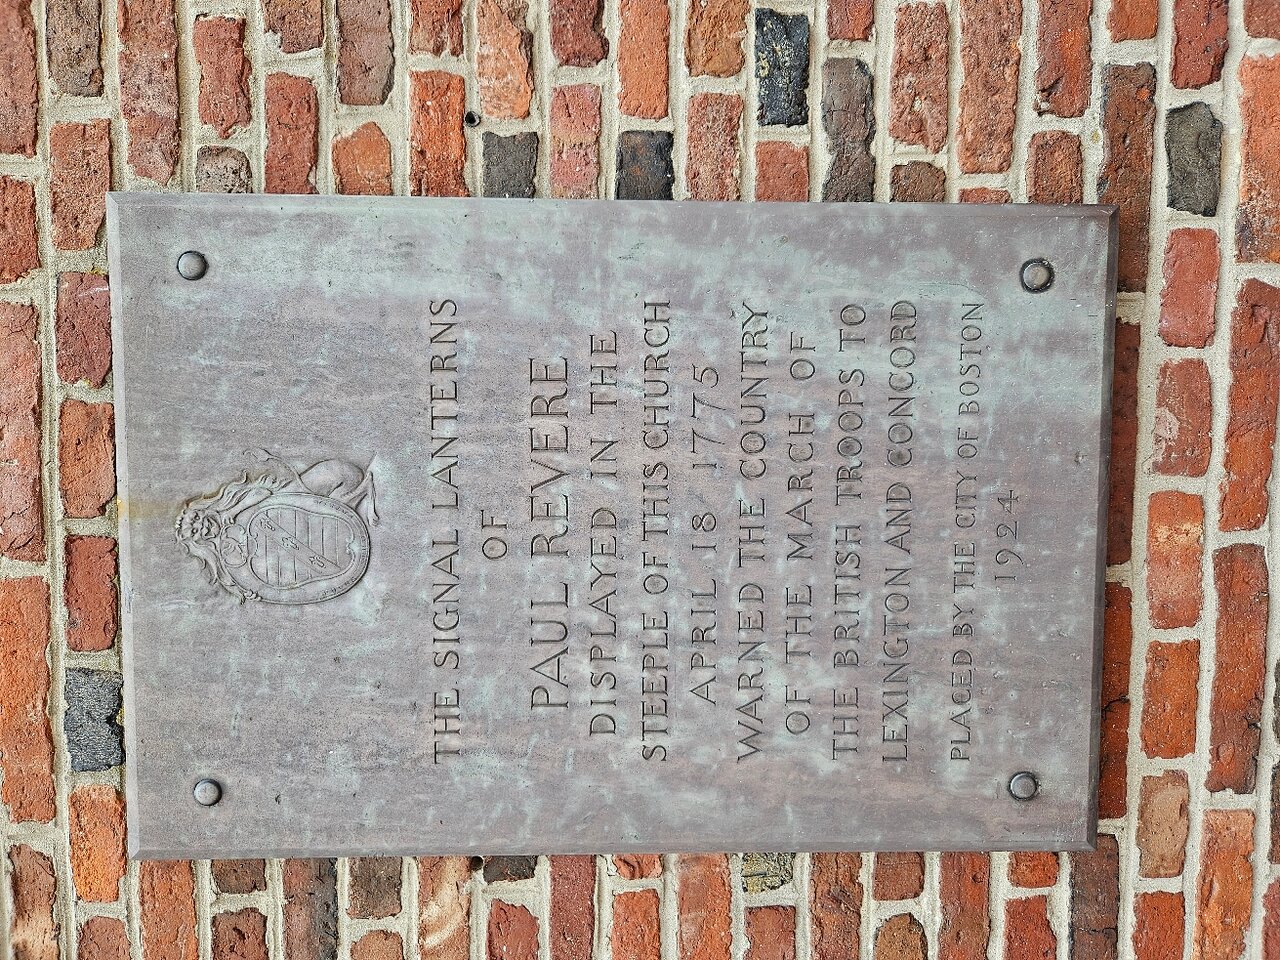 THE SIGNAL LANTERNS
OF
PAUL REVERE
DISPLAYED IN THE
STEEPLE OF THIS CHURCH
APRIL 18 1775
WARNED THE COUNTRY
OF THE MARCH OF
THE BRITISH TROOPS TO
LEXINGTON AND CONCORD
PLACED BY THE CITY OF BOSTON
1924